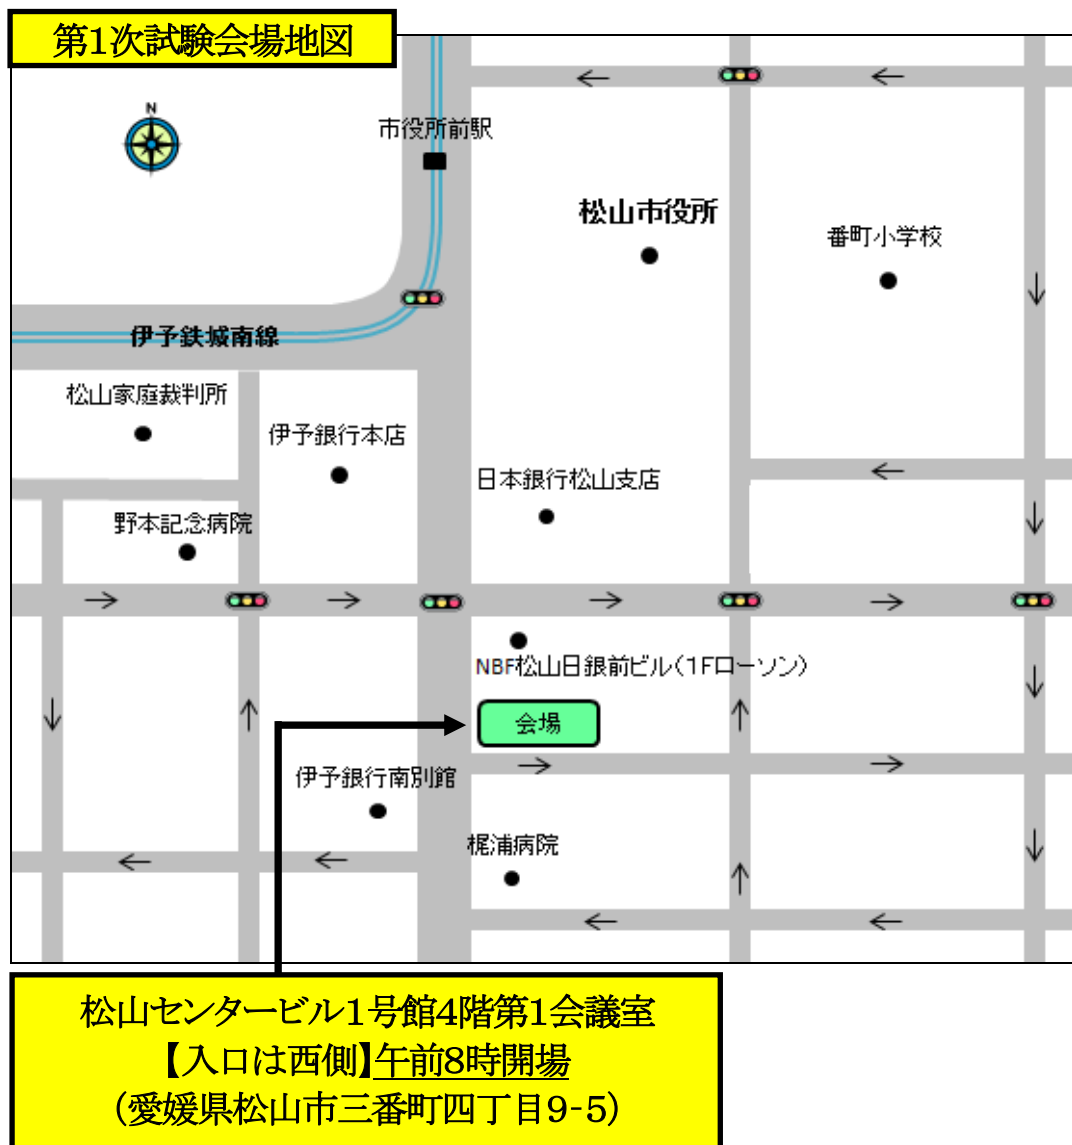 第1次試験会場地図
N
市役所前駅
松山市役所
番町小学校
伊予鉄城南線
松山家庭裁判所
伊予銀行本店
日本銀行松山支店
野本記念病院
NBF松山日銀前ビル(1Fローソン)
会場
伊予銀行南別館
梶浦病院
松山センタービル1号館4階第1会議室
【入口は西側】午前8時開場
(愛媛県松山市三番町四丁目9-5)